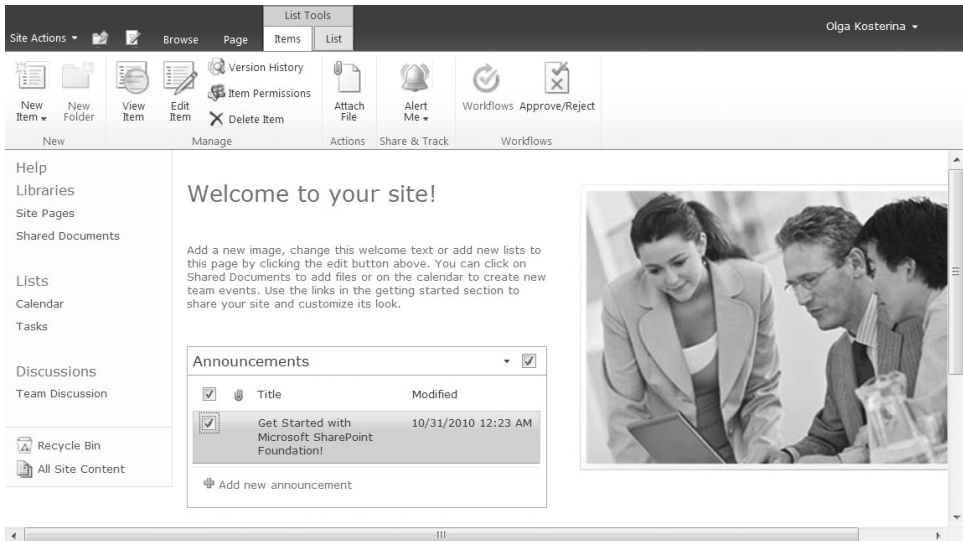 List Tools
Site Actions
Browse
Page
Items
List
Olga Kosterina
New Item
New Folder
View Item
Edit Item
Version History
Item Permissions
Delete Item
Attach File
Alert Me
Workflows
Approve/Reject
New
Manage
Actions
Share & Track
Workflows
Help
Libraries
Site Pages
Shared Documents
Lists
Calendar
Tasks
Discussions
Team Discussion
Recycle Bin
All Site Content
Welcome to your site!
Add a new image, change this welcome text or add new lists to
this page by clicking the edit button above. You can click on
Shared Documents to add files or on the calendar to create new
team events. Use the links in the getting started section to
share your site and customize its look.
Announcements
Title Modified
Get Started with 10/31/2010 12:23 AM
Microsoft SharePoint
Foundation!
Add new announcement